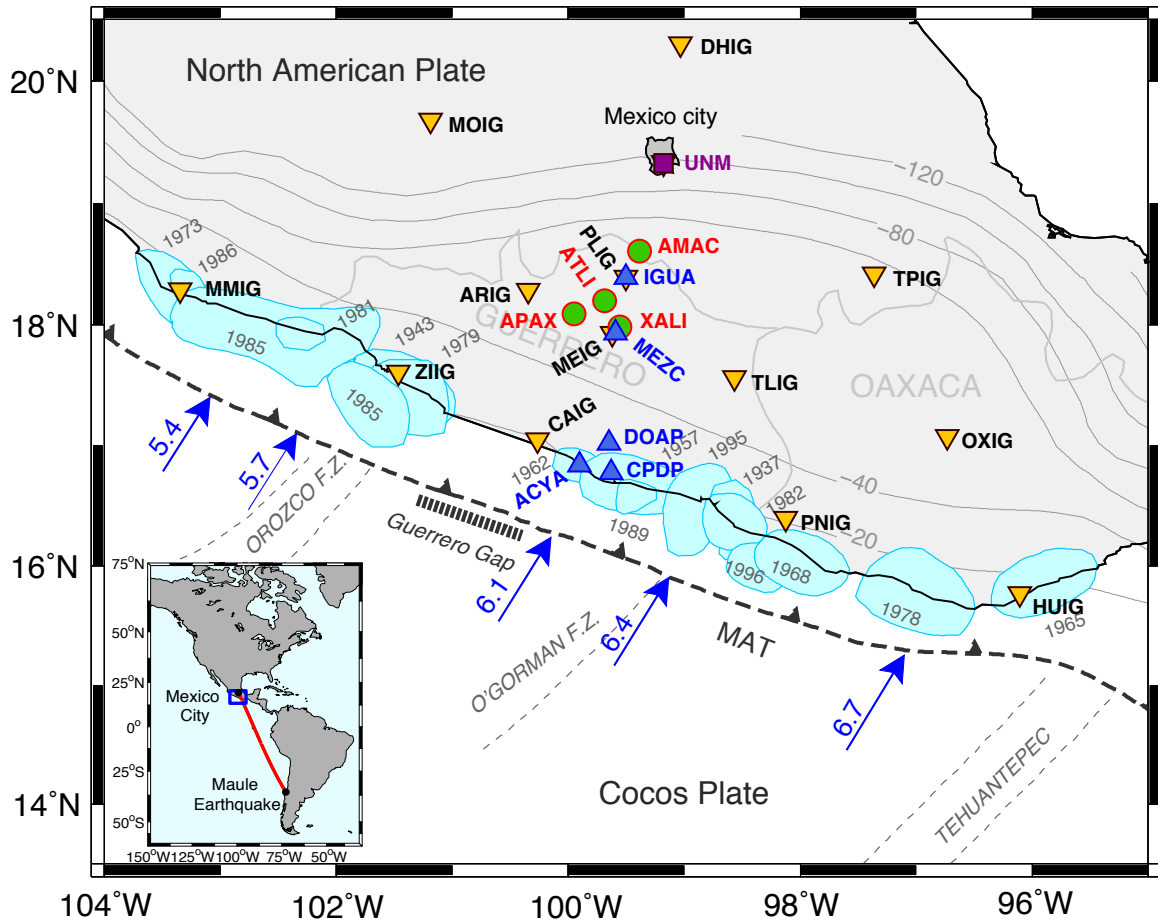 20°N
18°N
16°N
14°N
104°W
102°W
100°W
98°W
96°W
North American Plate
DHIG
MOIG
Mexico city
UNM
−120
−80
−40
−20
1973
1986
MMIG
1981
1985
1943
1979
ZIIG
1985
ARIG
PLIG
ATLI
AMAC
IGUA
APAX
XALI
MEIG
MEZC
GUERRERO
TPIG
TLIG
OAXACA
OXIG
CAIG
DOAP
CPDP
ACYA
1962
1957
1995
1937
1982
1989
PNIG
1996
1968
1978
HUIG
1965
5.4
5.7
6.1
6.4
6.7
OROZCO F.Z.
Guerrero Gap
O'GORMAN F.Z.
MAT
TEHUANTEPEC
Cocos Plate
75°N
50°N
25°N
0°
25°S
50°S
150°W
125°W
100°W
75°W
50°W
Mexico
City
Maule
Earthquake